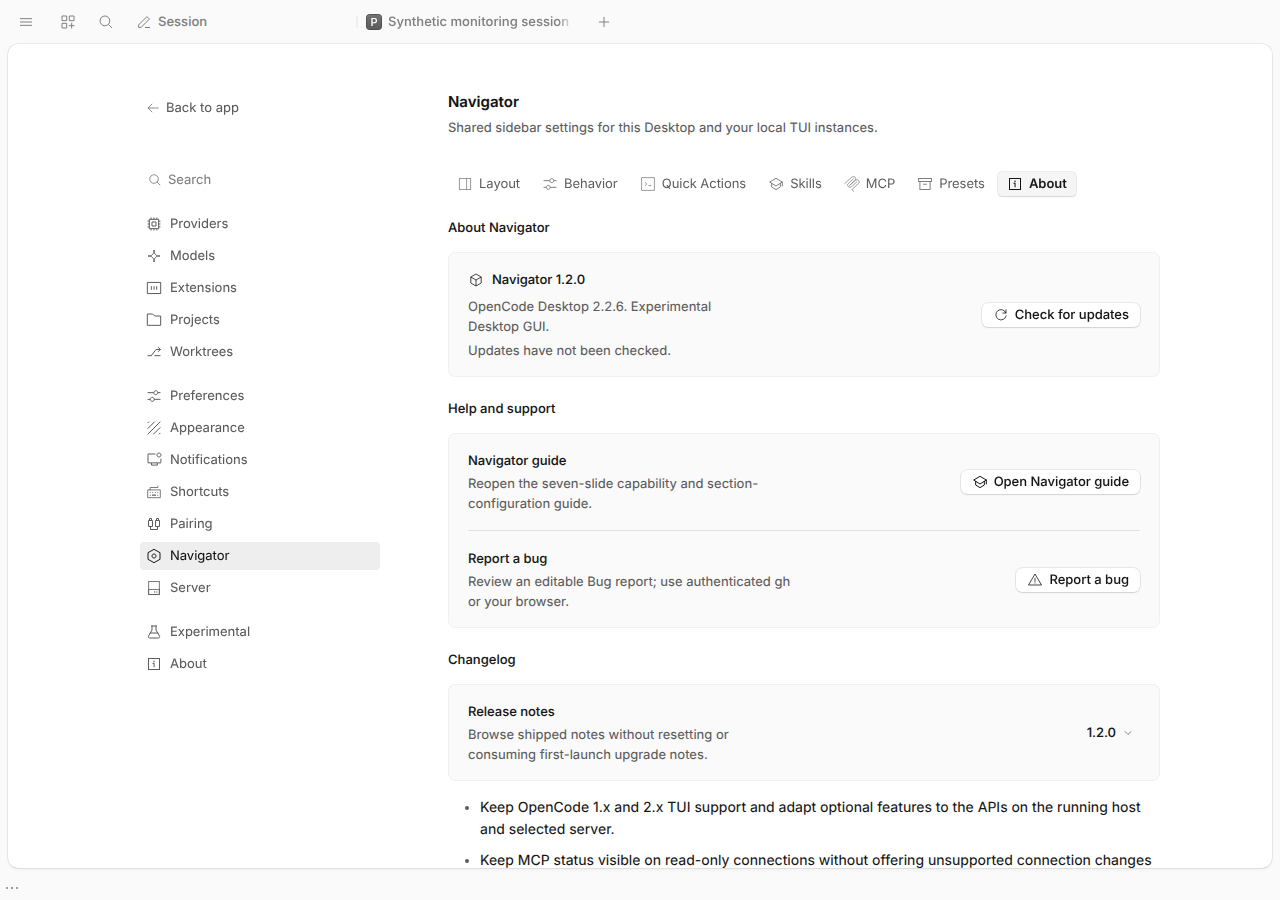 Session
P
Synthetic monitoring session
Back to app
Search
Providers
Models
Extensions
Projects
Worktrees
Preferences
Appearance
Notifications
Shortcuts
Pairing
Navigator
Server
Experimental
About
Navigator
Shared sidebar settings for this Desktop and your local TUI instances.
Layout
Behavior
Quick Actions
Skills
MCP
Presets
About
About Navigator
Navigator 1.2.0
OpenCode Desktop 2.2.6. Experimental
Desktop GUI.
Updates have not been checked.
Check for updates
Help and support
Navigator guide
Reopen the seven-slide capability and section-
configuration guide.
Open Navigator guide
Report a bug
Review an editable Bug report; use authenticated gh
or your browser.
Report a bug
Changelog
Release notes
Browse shipped notes without resetting or
consuming first-launch upgrade notes.
1.2.0
• Keep OpenCode 1.x and 2.x TUI support and adapt optional features to the APIs on the running host
and selected server.
• Keep MCP status visible on read-only connections without offering unsupported connection changes
...